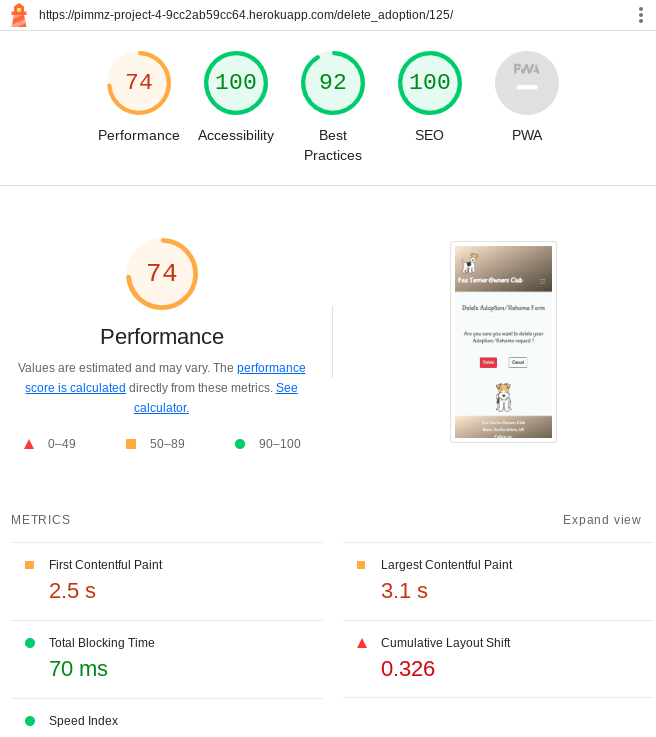 https://pimmz-project-4-9cc2ab59cc64.herokuapp.com/delete_adoption/125/
74
100
92
100
PWA
Performance
Accessibility
Best
Practices
SEO
PWA
74
Performance
Values are estimated and may vary. The performance
score is calculated directly from these metrics. See
calculator.
0–49
50–89
90–100
Fox Terrier Owners Club
Delete Adoption/Rehome Form
Are you sure you want to delete your
Adoption/Rehome request ?
Delete
Cancel
Fox Terrier Owners Club
Ware, Hertfordshire, UK
Follow us
METRICS
Expand view
First Contentful Paint
2.5 s
Largest Contentful Paint
3.1 s
Total Blocking Time
70 ms
Cumulative Layout Shift
0.326
Speed Index